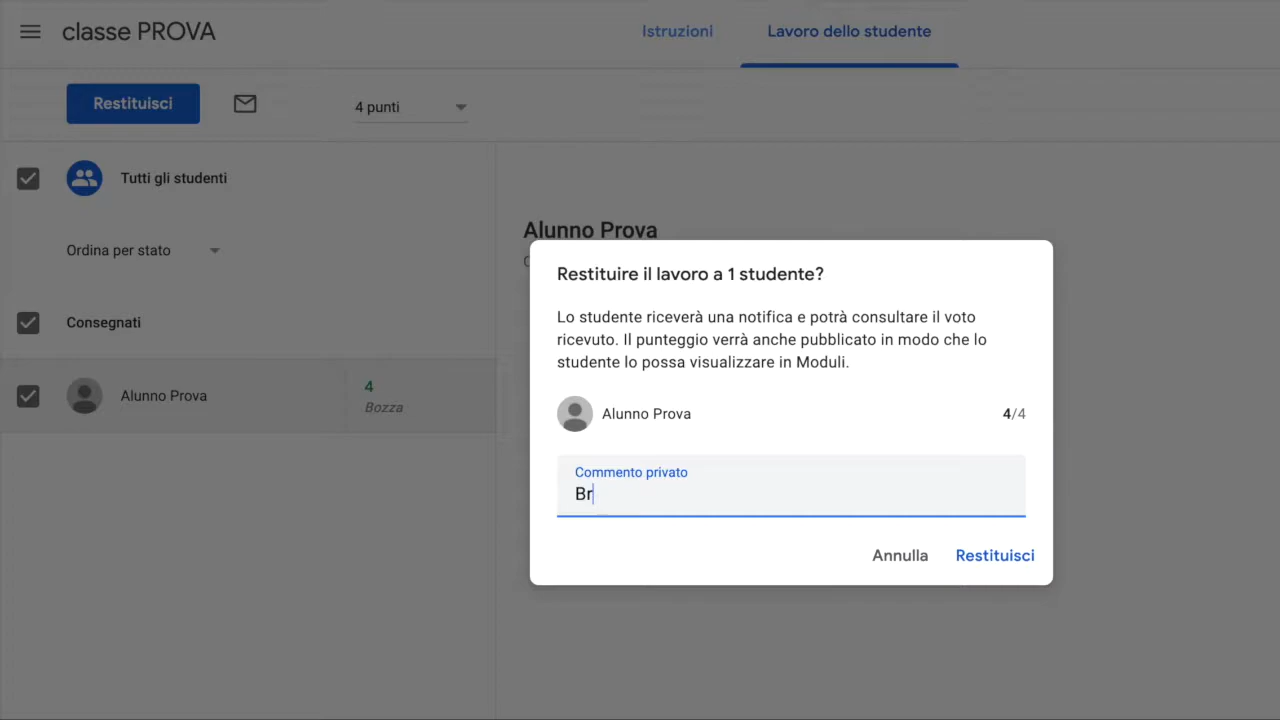 classe PROVA
Istruzioni
Lavoro dello studente
Restituisci
4 punti
Tutti gli studenti
Ordina per stato
Consegnati
Alunno Prova
4
Bozza
Alunno Prova
Restituire il lavoro a 1 studente?
Lo studente riceverà una notifica e potrà consultare il voto
ricevuto. Il punteggio verrà anche pubblicato in modo che lo
studente lo possa visualizzare in Moduli.
Alunno Prova
4/4
Commento privato
Br
Annulla
Restituisci